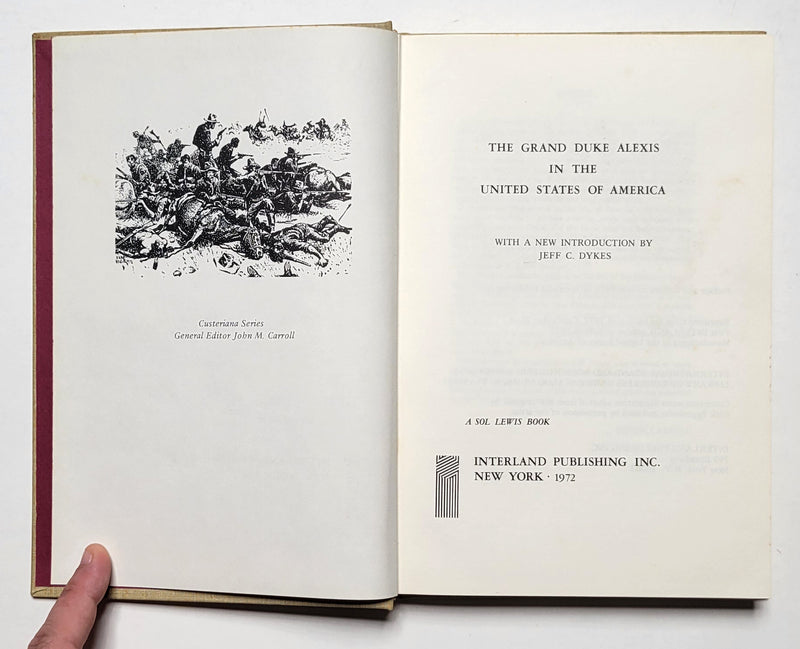 Custeriana Series
General Editor John M. Carroll
THE GRAND DUKE ALEXIS
IN THE
UNITED STATES OF AMERICA
WITH A NEW INTRODUCTION BY
JEFF C. DYKES
A SOL LEWIS BOOK
INTERLAND PUBLISHING INC.
NEW YORK · 1972